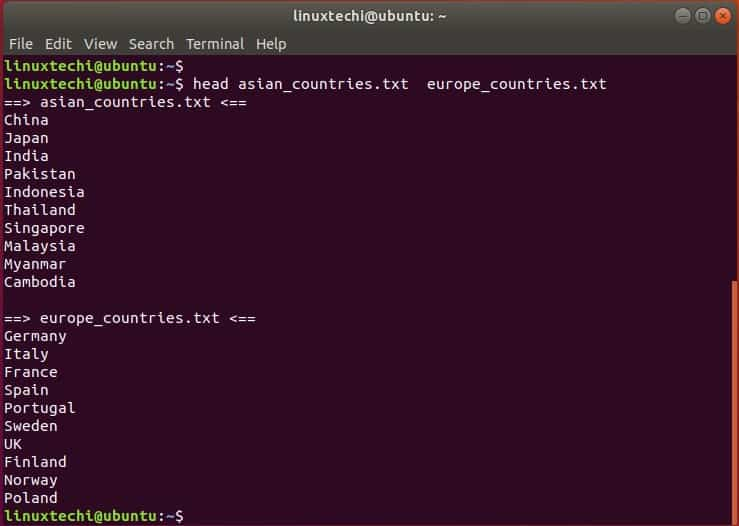 linuxtechi@ubuntu: ~
File Edit View Search Terminal Help
linuxtechi@ubuntu:~$
linuxtechi@ubuntu:~$ head asian_countries.txt  europe_countries.txt
==> asian_countries.txt <==
China
Japan
India
Pakistan
Indonesia
Thailand
Singapore
Malaysia
Myanmar
Cambodia

==> europe_countries.txt <==
Germany
Italy
France
Spain
Portugal
Sweden
UK
Finland
Norway
Poland
linuxtechi@ubuntu:~$